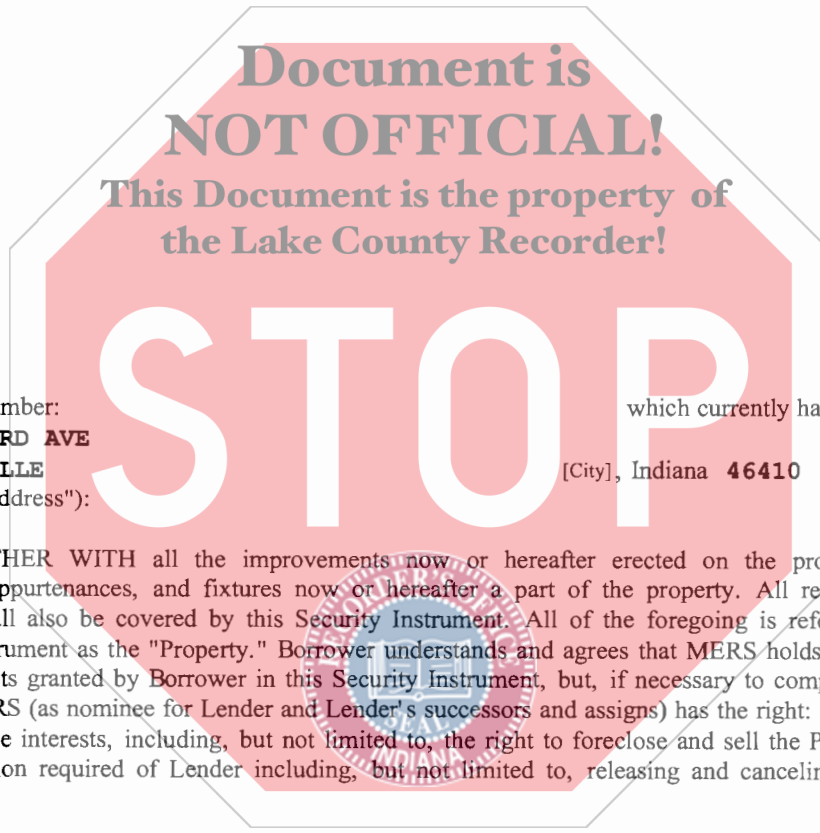 Document is
NOT OFFICIAL!
This Document is the property of
the Lake County Recorder!
STOP
mber: which currently ha
RD AVE
LLE [City], Indiana 46410
ddress"):
HER WITH all the improvements now or hereafter erected on the pro
ppurtenances, and fixtures now or hereafter a part of the property. All re
ll also be covered by this Security Instrument. All of the foregoing is refe
rument as the "Property." Borrower understands and agrees that MERS holds
ts granted by Borrower in this Security Instrument, but, if necessary to comp
RS (as nominee for Lender and Lender's successors and assigns) has the right:
e interests, including, but not limited to, the right to foreclose and sell the P
on required of Lender including, but not limited to, releasing and cancelin
RECORDER'S OFFICE
SEAL
INDIANA